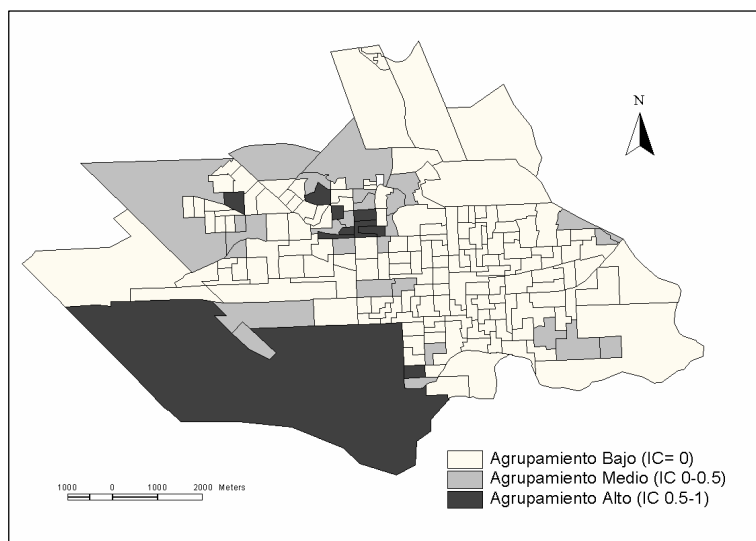 N
Agrupamiento Bajo (IC= 0)
Agrupamiento Medio (IC 0-0.5)
Agrupamiento Alto (IC 0.5-1)
1000 0 1000 2000 Meters